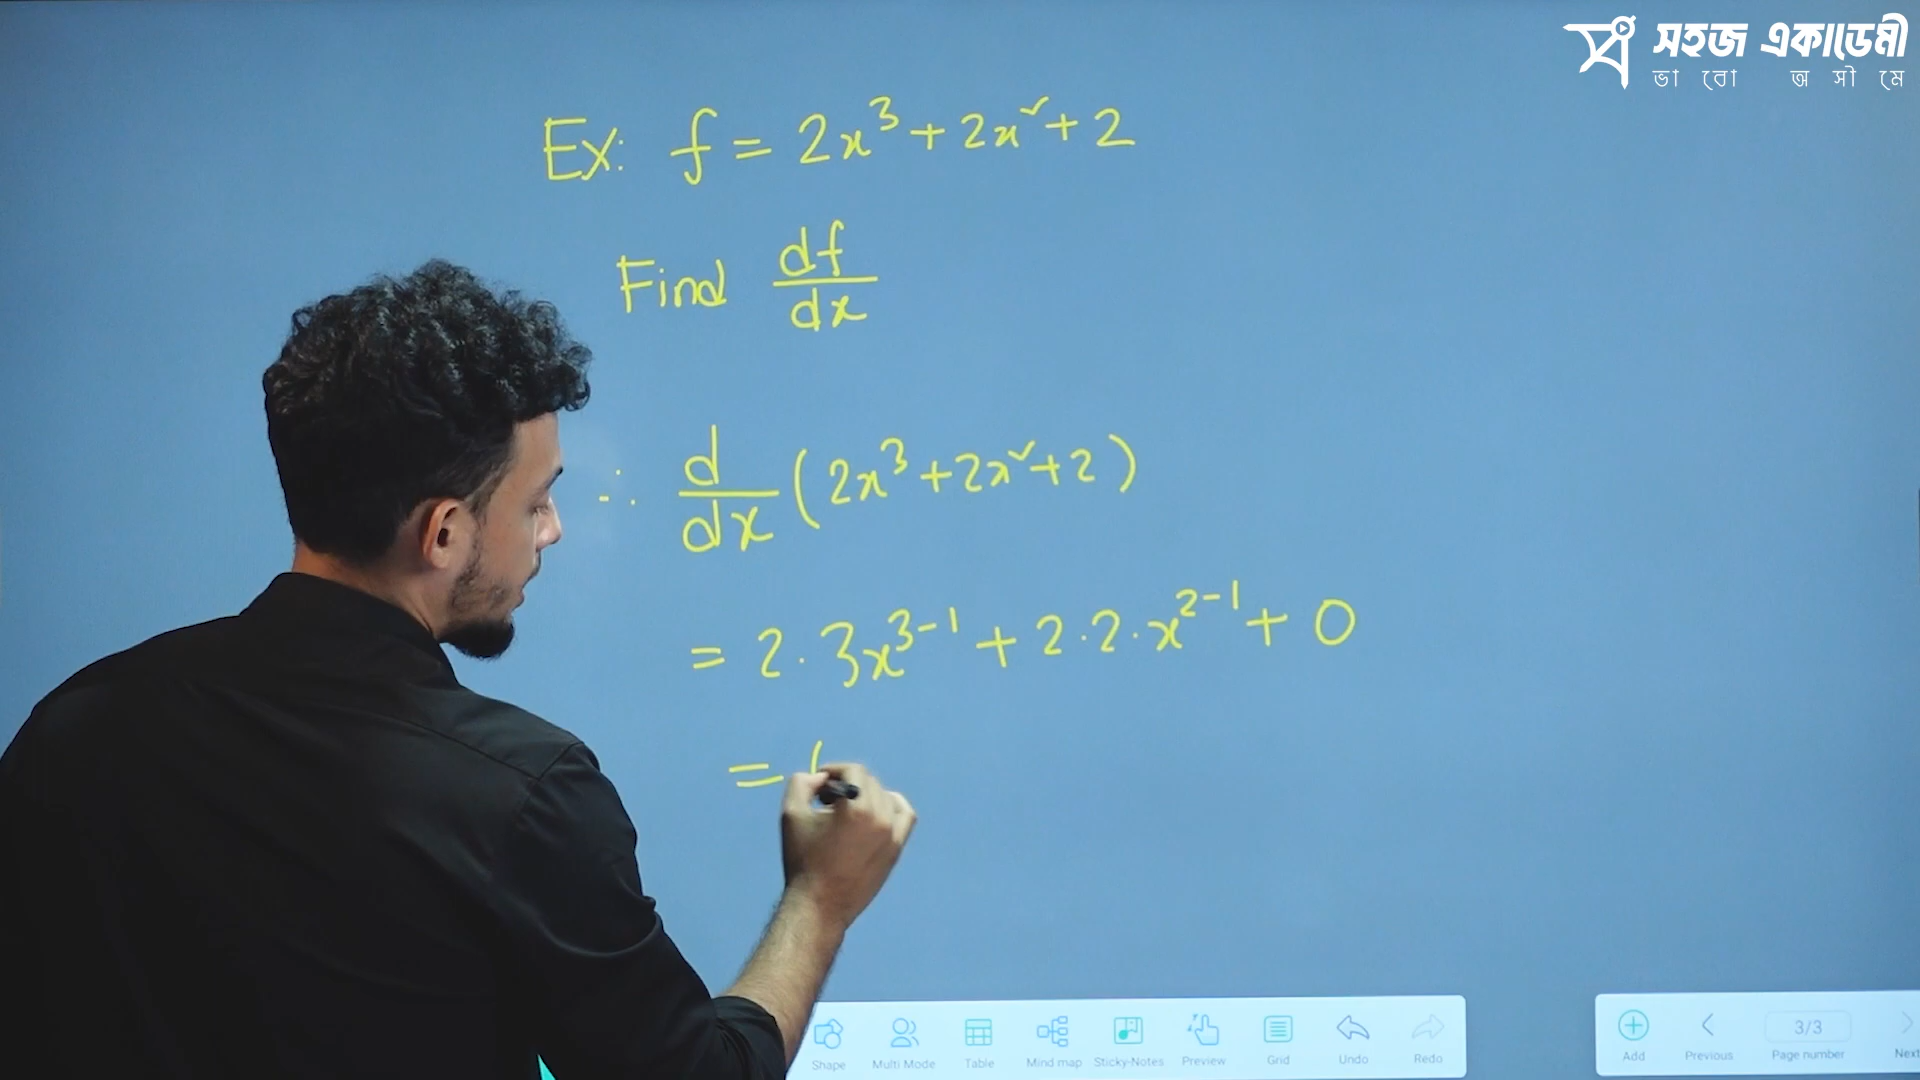 সহজ একাডেমী
ভাবো অসীমে
Ex: f = 2x³ + 2x² + 2
Find df/dx
∴ d/dx (2x³ + 2x² + 2)
= 2 · 3x³⁻¹ + 2 · 2 · x²⁻¹ + 0
=
Shape Multi Mode Table Mind map Sticky-Notes Preview Grid Undo Redo
Add Previous 3/3 Page number Next